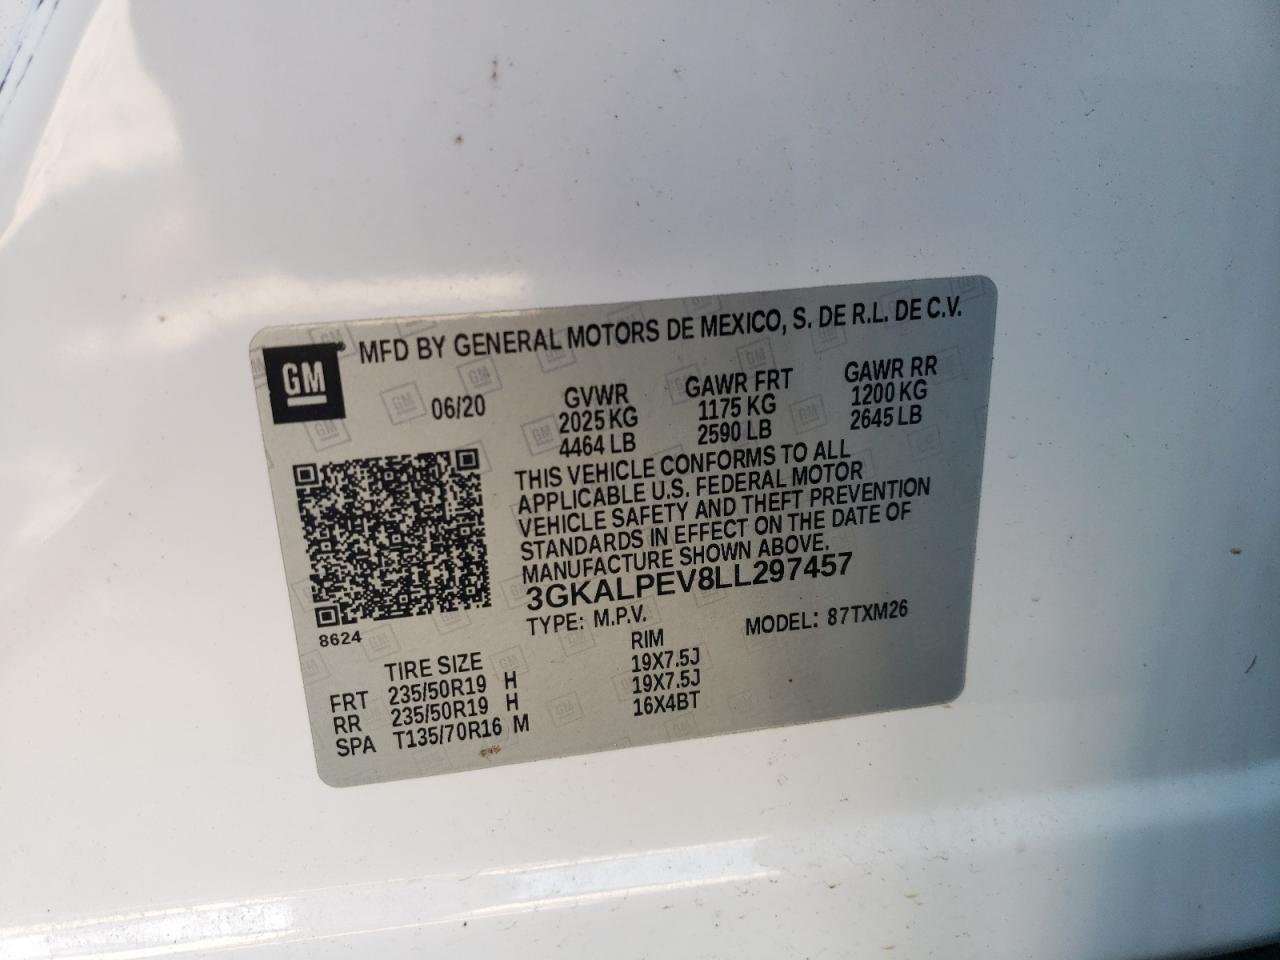 MFD BY GENERAL MOTORS DE MEXICO, S. DE R.L. DE C.V.
GM
06/20
GVWR GAWR FRT GAWR RR
2025 KG 1175 KG 1200 KG
4464 LB 2590 LB 2645 LB
THIS VEHICLE CONFORMS TO ALL
APPLICABLE U.S. FEDERAL MOTOR
VEHICLE SAFETY AND THEFT PREVENTION
STANDARDS IN EFFECT ON THE DATE OF
MANUFACTURE SHOWN ABOVE.
3GKALPEV8LL297457
8624
TYPE: M.P.V. MODEL: 87TXM26
TIRE SIZE RIM
FRT 235/50R19 H 19X7.5J
RR 235/50R19 H 19X7.5J
SPA T135/70R16 M 16X4BT